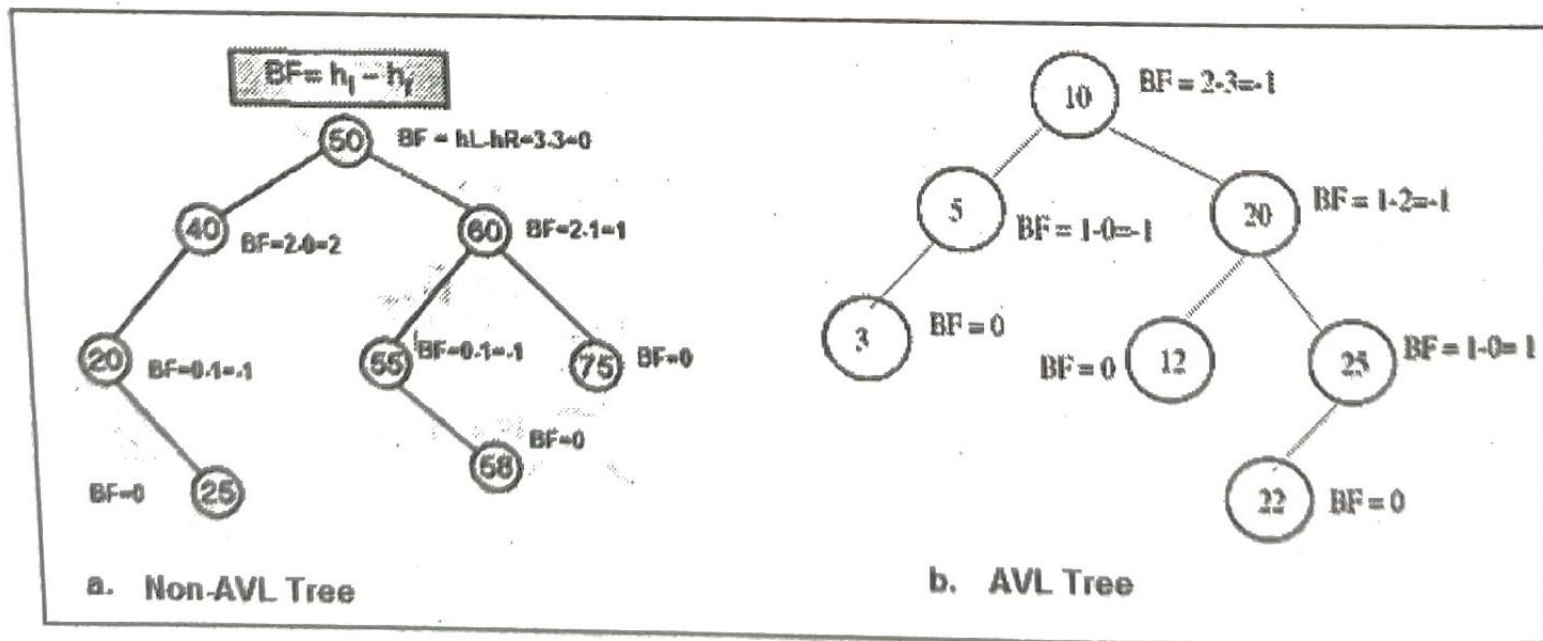 BF= hl – hr
50 BF = hL-hR=3-3=0
40 BF=2-0=2
60 BF=2-1=1
20 BF=0-1=-1
55 BF=0-1=-1
75 BF=0
BF=0 25
58 BF=0
a. Non-AVL Tree
10 BF = 2-3=-1
5 BF = 1-0=-1
20 BF = 1-2=-1
3 BF = 0
BF = 0 12
25 BF = 1-0= 1
22 BF = 0
b. AVL Tree